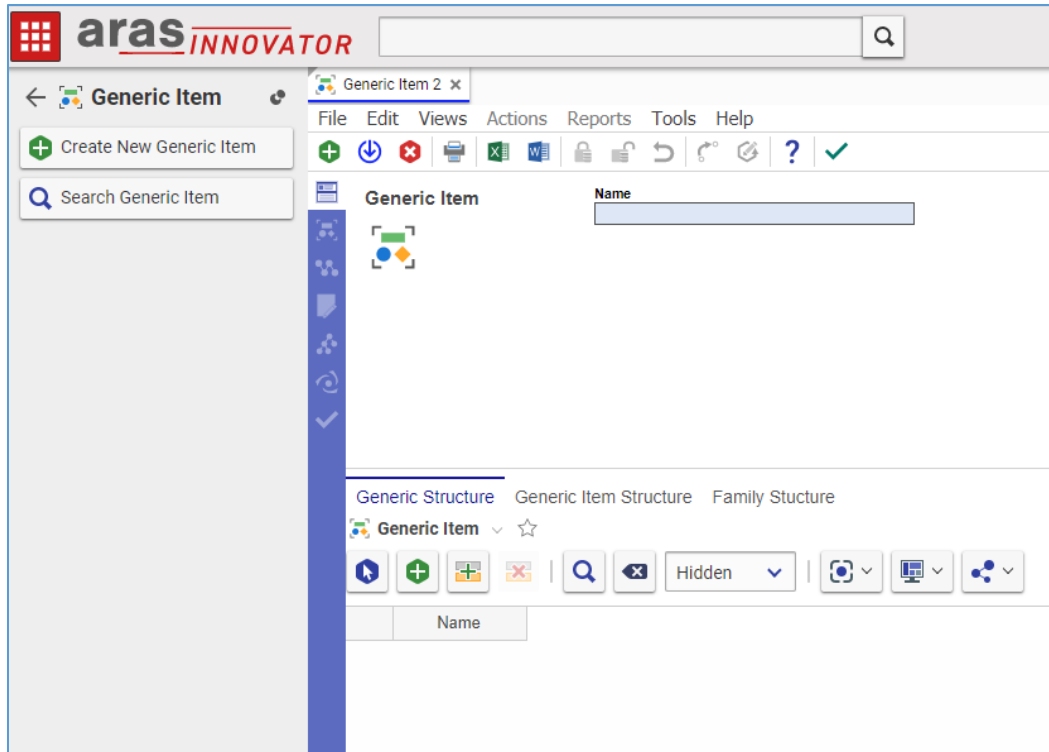 aras INNOVATOR
Generic Item
Create New Generic Item
Search Generic Item
Generic Item 2
File Edit Views Actions Reports Tools Help
Generic Item
Name
Generic Structure Generic Item Structure Family Stucture
Generic Item
Hidden
Name